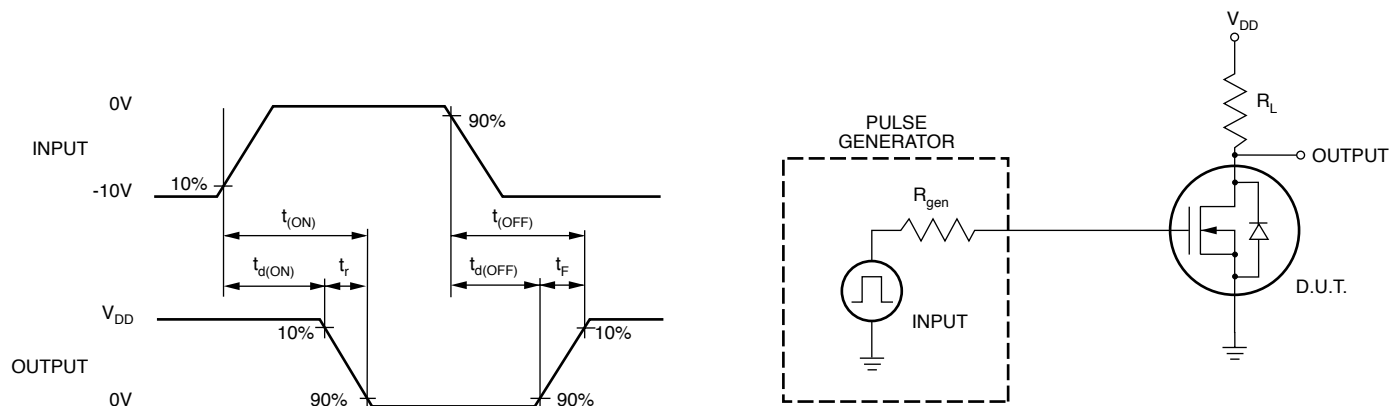 0V
INPUT
-10V
10%
90%
t(ON)
t(OFF)
td(ON)
tr
td(OFF)
tF
VDD
OUTPUT
0V
10%
90%
10%
90%
VDD
RL
OUTPUT
PULSE
GENERATOR
Rgen
INPUT
D.U.T.